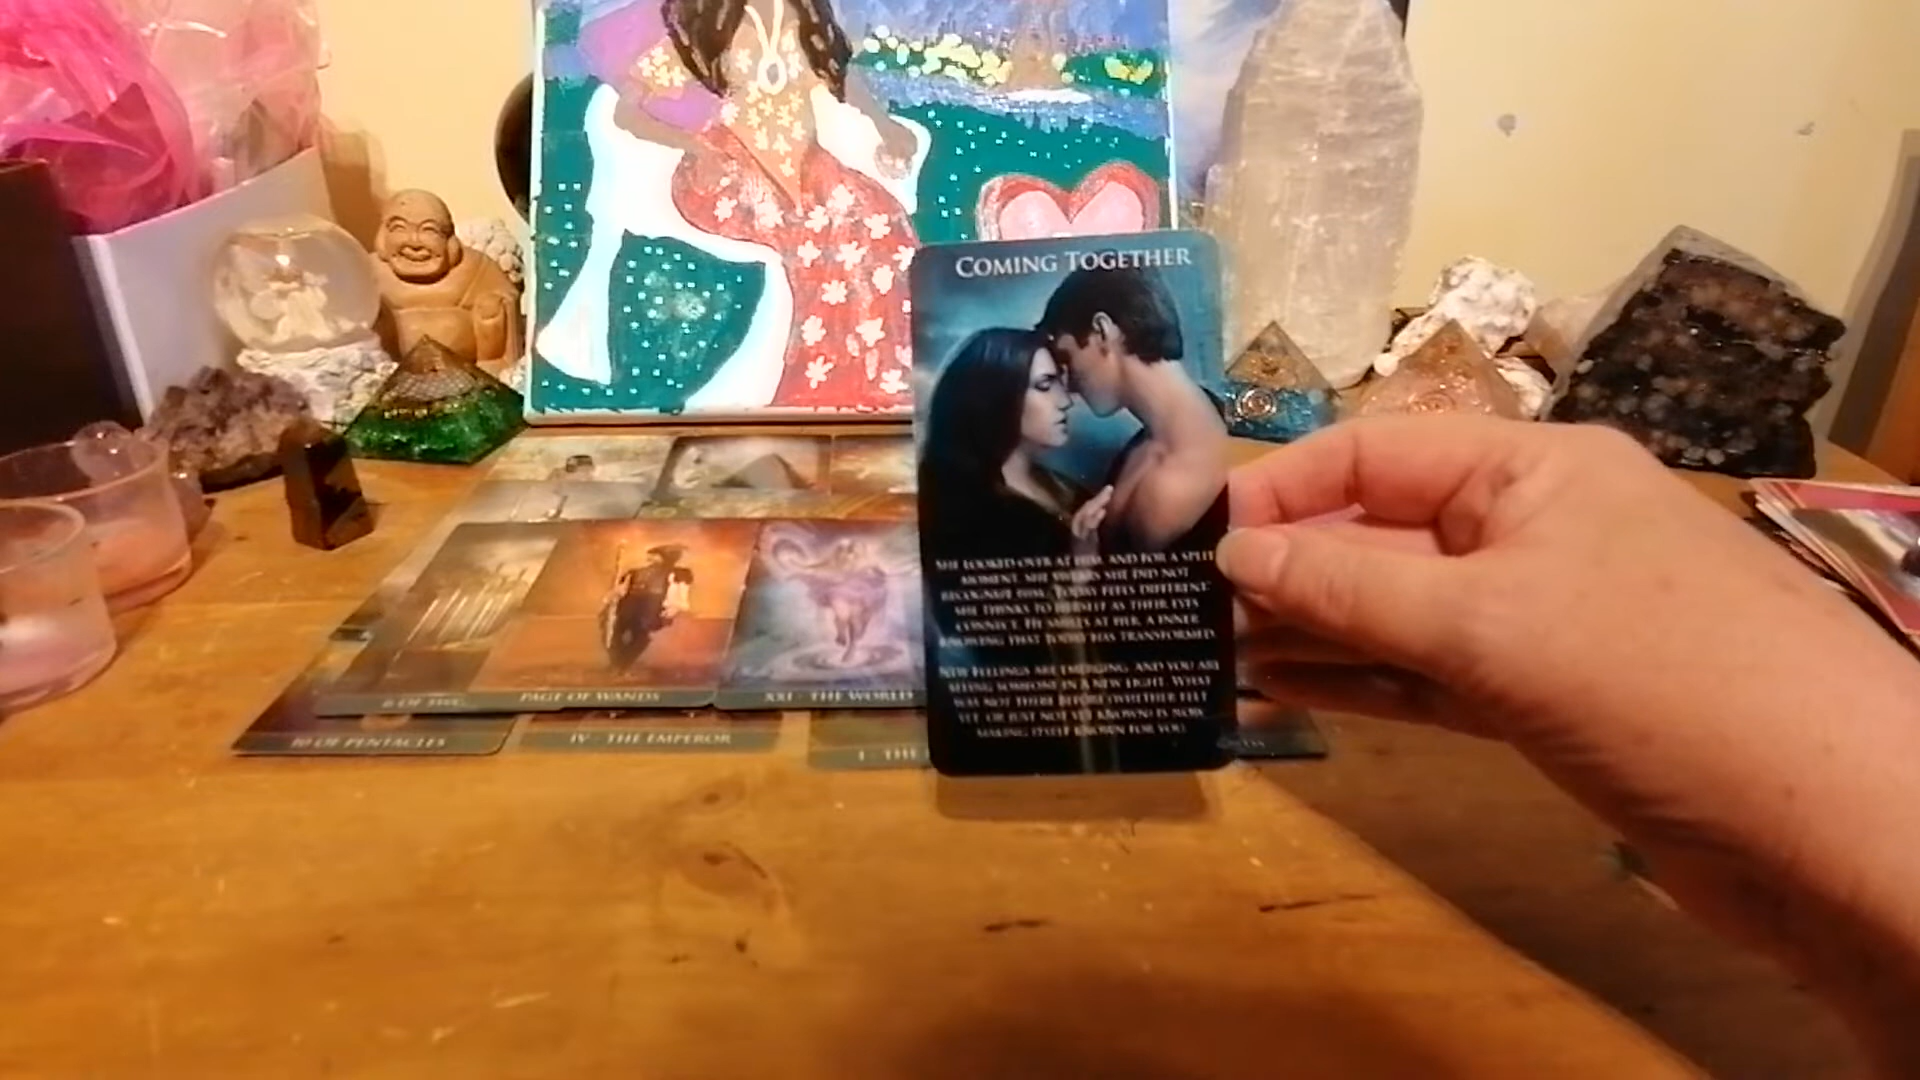 COMING TOGETHER
SHE LOOKED OVER AT HIM, AND FOR A SPLIT
MOMENT, SHE SWEARS SHE DID NOT
RECOGNIZE HIM. TODAY FEELS DIFFERENT
SHE THINKS TO HERSELF AS THEIR EYES
CONNECT. HE SMILES AT HER, A INNER
KNOWING THAT TODAY HAS TRANSFORMED.
NEW FEELINGS ARE EMERGING, AND YOU ARE
SEEING SOMEONE IN A NEW LIGHT. WHAT
WAS NOT THERE BEFORE (WHETHER FELT
YET, OR JUST NOT YET KNOWN) IS NOW
MAKING ITSELF KNOWN FOR YOU.
6 OF
PAGE OF WANDS
XXI · THE WORLD
10 OF PENTACLES
IV · THE EMPEROR
I · THE